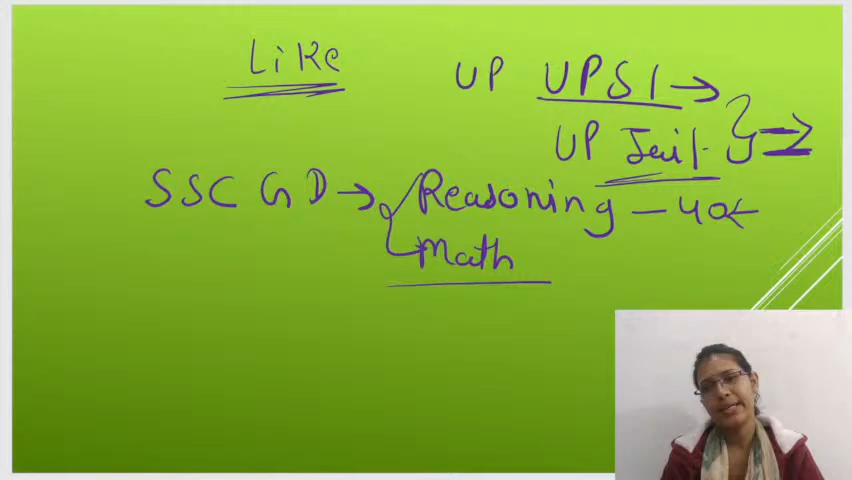 Like
UP UPSI →
UP Jail.
SSC GD → Reasoning - 40 ←
Math